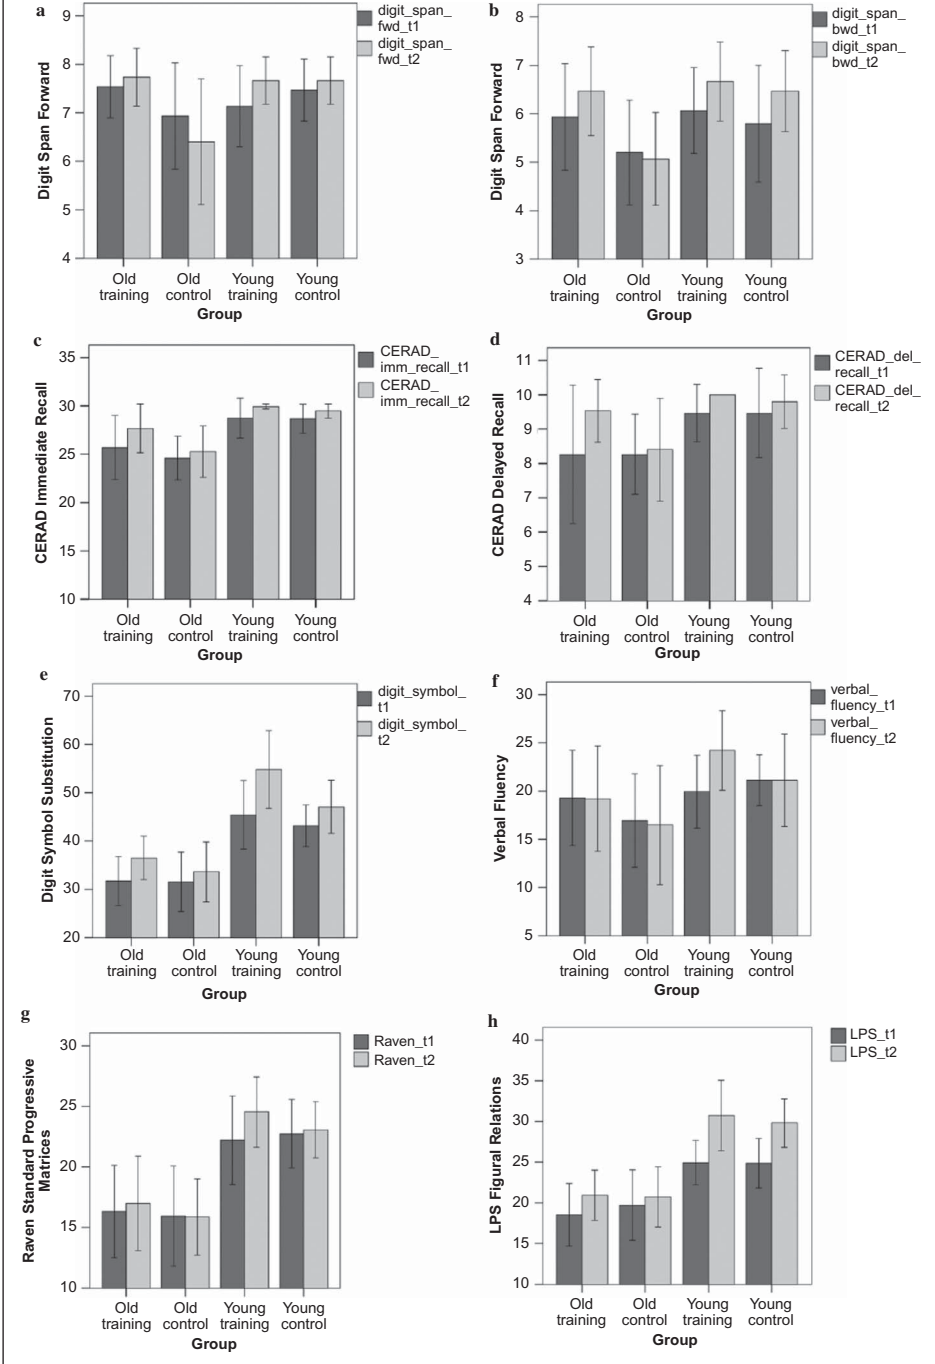 a
digit_span_
fwd_t1
digit_span_
fwd_t2
Digit Span Forward
9
8
7
6
5
4
Old
training
Old
control
Young
training
Young
control
Group
b
digit_span_
bwd_t1
digit_span_
bwd_t2
Digit Span Forward
8
7
6
5
4
3
Old
training
Old
control
Young
training
Young
control
Group
c
CERAD_
imm_recall_t1
CERAD_
imm_recall_t2
CERAD Immediate Recall
35
30
25
20
15
10
Old
training
Old
control
Young
training
Young
control
Group
d
CERAD_del_
recall_t1
CERAD_del_
recall_t2
CERAD Delayed Recall
11
10
9
8
7
6
5
4
Old
training
Old
control
Young
training
Young
control
Group
e
digit_symbol_
t1
digit_symbol_
t2
Digit Symbol Substitution
70
60
50
40
30
20
Old
training
Old
control
Young
training
Young
control
Group
f
verbal_
fluency_t1
verbal_
fluency_t2
Verbal Fluency
30
25
20
15
10
5
Old
training
Old
control
Young
training
Young
control
Group
g
Raven_t1
Raven_t2
Raven Standard Progressive
Matrices
30
25
20
15
10
Old
training
Old
control
Young
training
Young
control
Group
h
LPS_t1
LPS_t2
LPS Figural Relations
40
35
30
25
20
15
10
Old
training
Old
control
Young
training
Young
control
Group